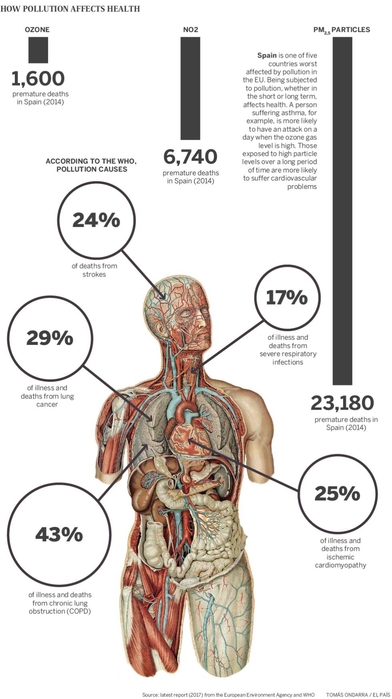 HOW POLLUTION AFFECTS HEALTH
OZONE
1,600
premature deaths
in Spain (2014)
NO2
6,740
premature deaths
in Spain (2014)
PM2,5 PARTICLES
Spain is one of five
countries worst
affected by pollution in
the EU. Being subjected
to pollution, whether in
the short or long term,
affects health. A person
suffering asthma, for
example, is more likely
to have an attack on a
day when the ozone gas
level is high. Those
exposed to high particle
levels over a long period
of time are more likely
to suffer cardiovascular
problems
23,180
premature deaths in
Spain (2014)
ACCORDING TO THE WHO,
POLLUTION CAUSES
24%
of deaths from
strokes
17%
of illness and
deaths from
severe respiratory
infections
29%
of illness and
deaths from lung
cancer
25%
of illness and
deaths from
ischemic
cardiomyopathy
43%
of illness and deaths
from chronic lung
obstruction (COPD)
Source: latest report (2017) from the European Environment Agency and WHO
TOMÁS ONDARRA / EL PAÍS